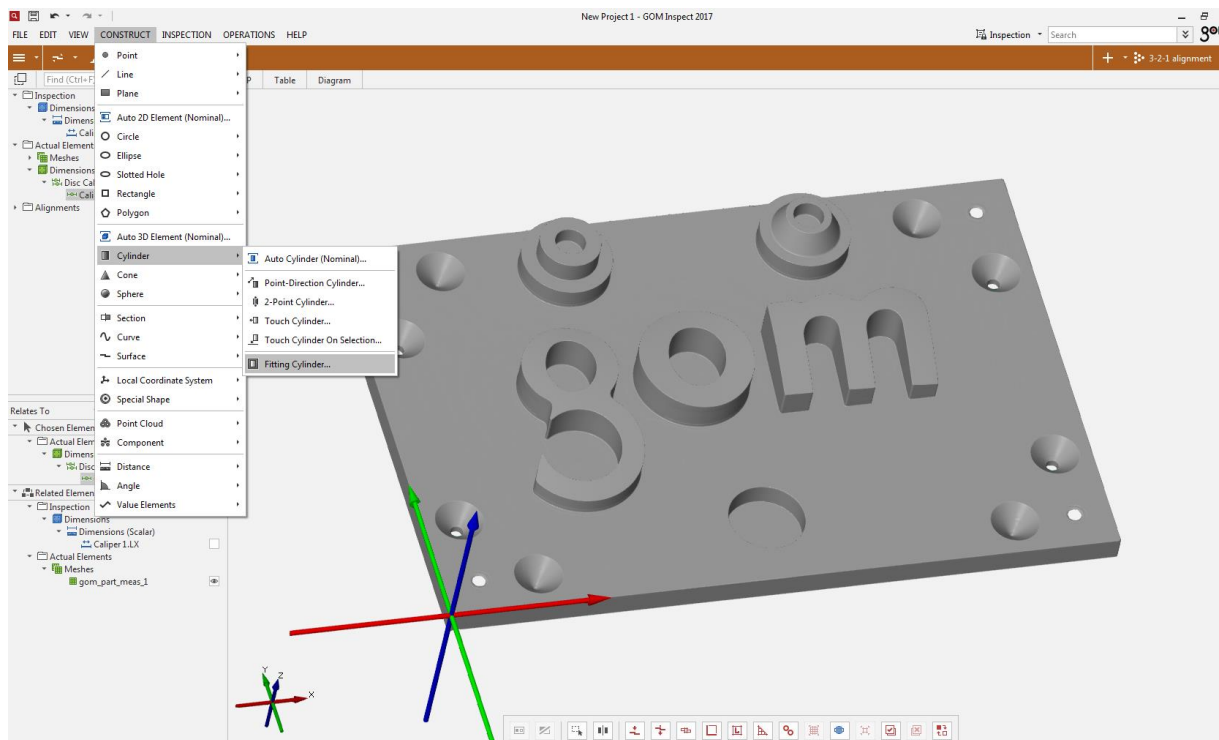 New Project 1 - GOM Inspect 2017
FILE EDIT VIEW CONSTRUCT INSPECTION OPERATIONS HELP
Inspection
Search
3-2-1 alignment
Find (Ctrl+F
Table
Diagram
Inspection
Dimensions
Dimens
Cali
Actual Element
Meshes
Dimensions
Disc Cal
Cali
Alignments
Point
Line
Plane
Auto 2D Element (Nominal)...
Circle
Ellipse
Slotted Hole
Rectangle
Polygon
Auto 3D Element (Nominal)...
Cylinder
Cone
Sphere
Section
Curve
Surface
Local Coordinate System
Special Shape
Point Cloud
Component
Distance
Angle
Value Elements
Auto Cylinder (Nominal)...
Point-Direction Cylinder...
2-Point Cylinder...
Touch Cylinder...
Touch Cylinder On Selection...
Fitting Cylinder...
Relates To
Chosen Elemen
Actual Elem
Dimens
Disc
Related Elemen
Inspection
Dimensions
Dimensions (Scalar)
Caliper 1.LX
Actual Elements
Meshes
gom_part_meas_1
gom
Y
Z
X